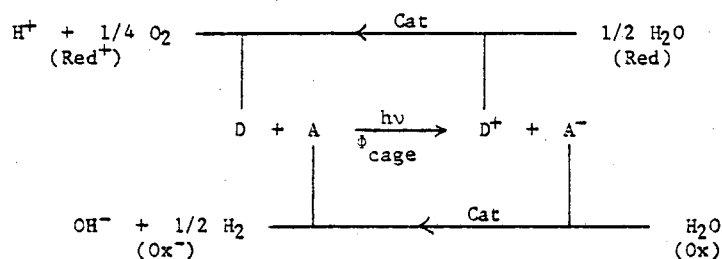 H⁺ + 1/4 O₂ Cat 1/2 H₂O
(Red⁺) (Red)
D + A hν D⁺ + A⁻
Φcage
OH⁻ + 1/2 H₂ Cat H₂O
(Ox⁻) (Ox)